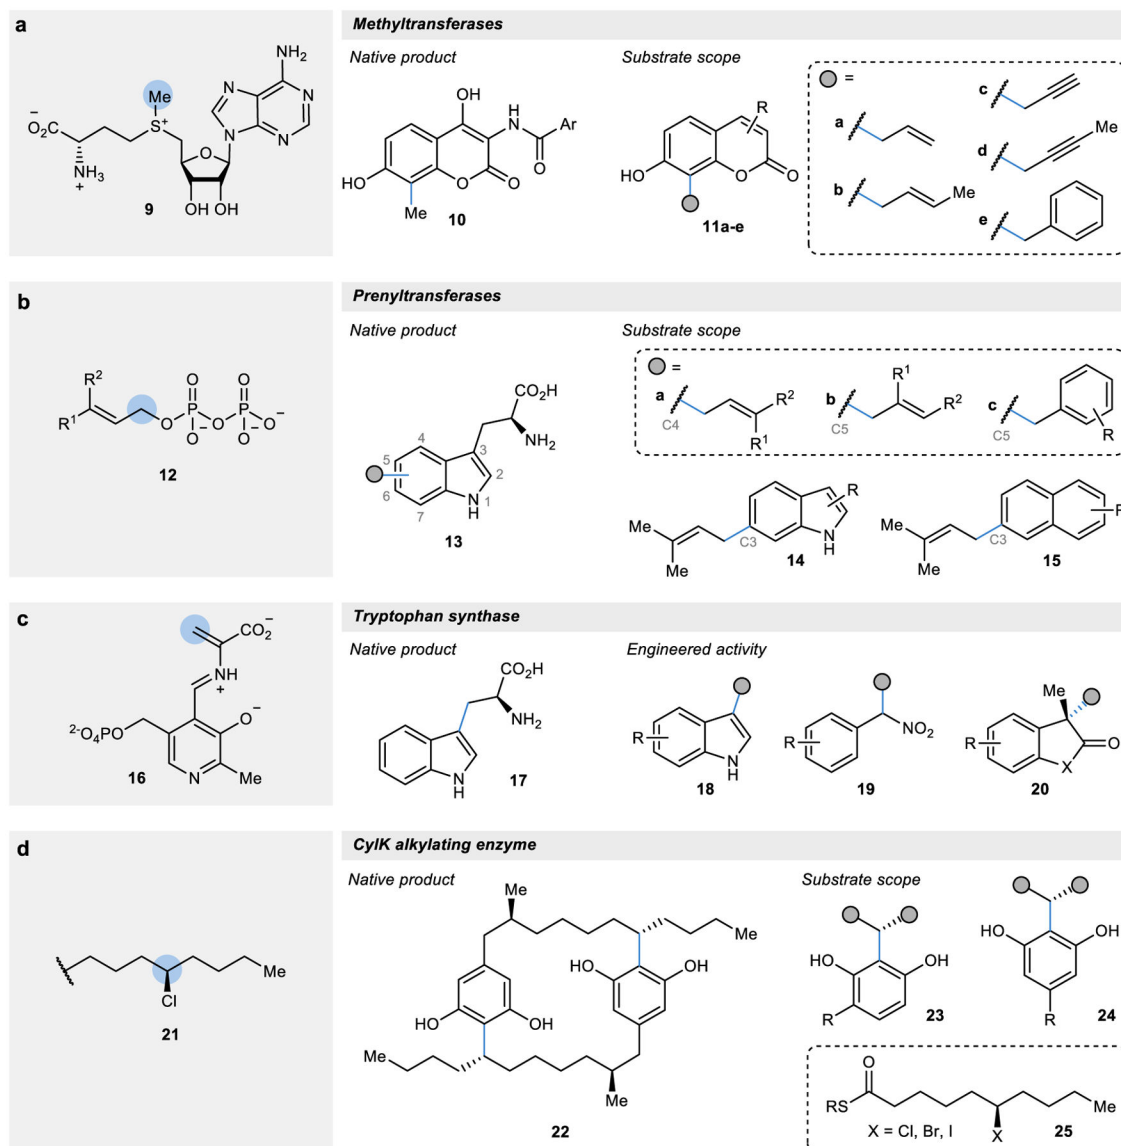 a
Methyltransferases
Native product
Substrate scope
NH₂
Me
N
N
N
N
S⁺
⁻O₂C
NH₃
+
O
OH OH
9
OH
H
N
Ar
O
HO
O
O
Me
10
R
HO
O
O
11a-e
=
a
b
Me
c
d
Me
e
b
Prenyltransferases
Native product
Substrate scope
R²
R¹
O
O
O
P
O
P
O⁻
O⁻
O⁻
12
CO₂H
NH₂
4
5
6
7
3
2
1
N
H
13
=
a
C4
R²
R¹
b
C5
R¹
R²
c
C5
R
Me
Me
C3
R
N
H
14
Me
Me
C3
R
15
c
Tryptophan synthase
Native product
Engineered activity
CO₂⁻
NH
+
O⁻
²⁻O₄PO
N
Me
16
CO₂H
NH₂
N
H
17
R
N
H
18
R
NO₂
19
Me
R
O
X
20
d
CylK alkylating enzyme
Native product
Substrate scope
Me
Cl
21
Me
Me
HO
OH
HO
OH
Me
Me
22
HO
OH
R
23
HO
OH
R
24
O
RS
Me
X
X = Cl, Br, I
25